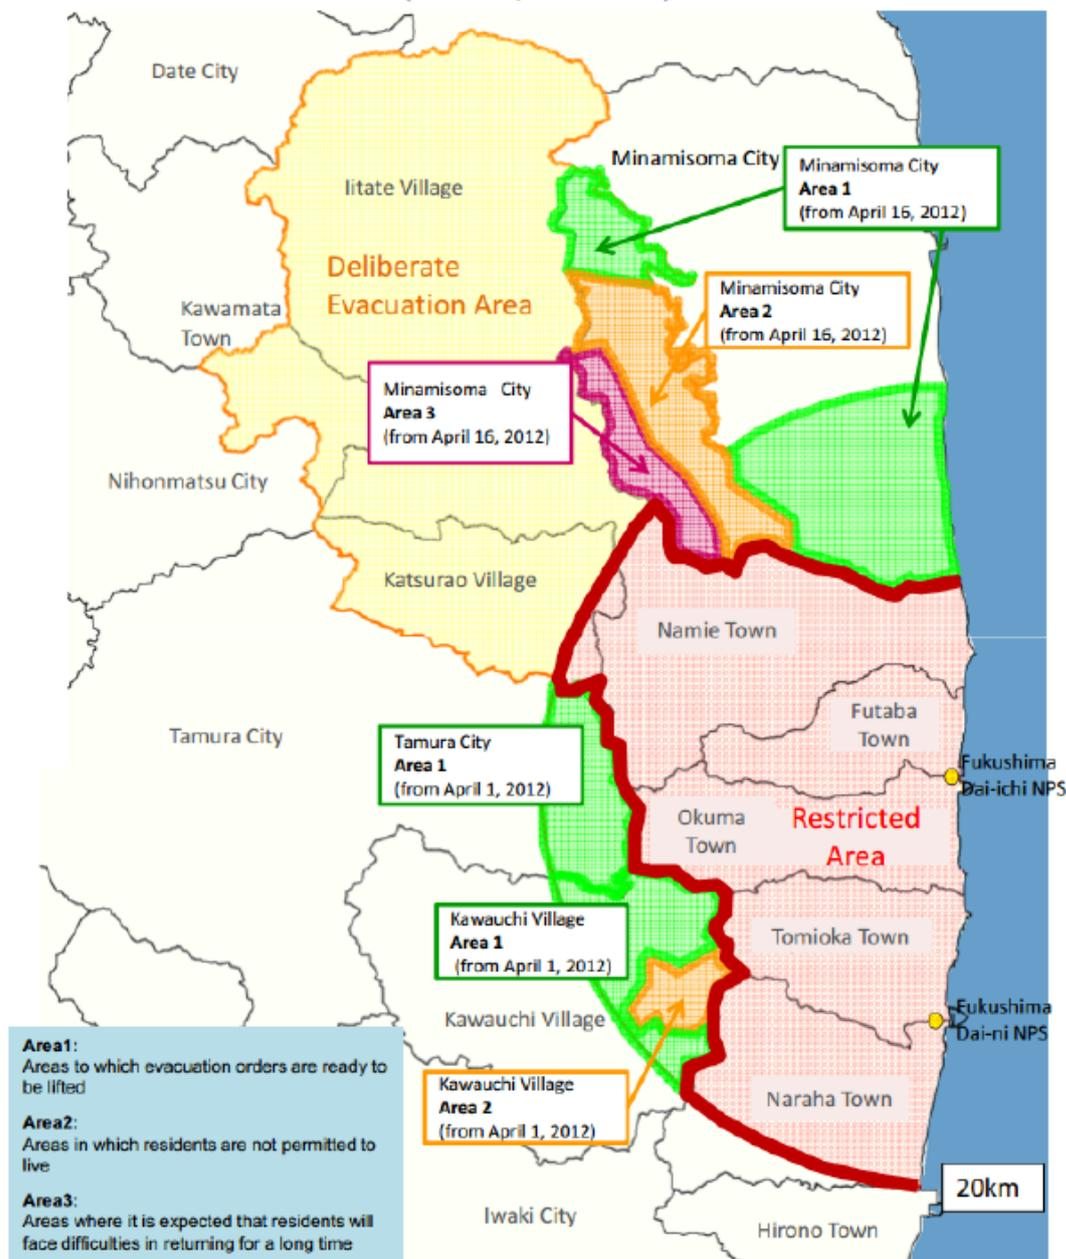 Date City
Minamisoma City
Minamisoma City
Area 1
(from April 16, 2012)
Iitate Village
Deliberate
Evacuation Area
Minamisoma City
Area 2
(from April 16, 2012)
Kawamata
Town
Minamisoma City
Area 3
(from April 16, 2012)
Nihonmatsu City
Katsurao Village
Namie Town
Futaba
Town
Tamura City
Tamura City
Area 1
(from April 1, 2012)
Fukushima
Dai-ichi NPS
Okuma
Town
Restricted
Area
Kawauchi Village
Area 1
(from April 1, 2012)
Tomioka Town
Kawauchi Village
Fukushima
Dai-ni NPS
Kawauchi Village
Area 2
(from April 1, 2012)
Naraha Town
Area1:
Areas to which evacuation orders are ready to
be lifted
Area2:
Areas in which residents are not permitted to
live
Area3:
Areas where it is expected that residents will
face difficulties in returning for a long time
20km
Iwaki City
Hirono Town